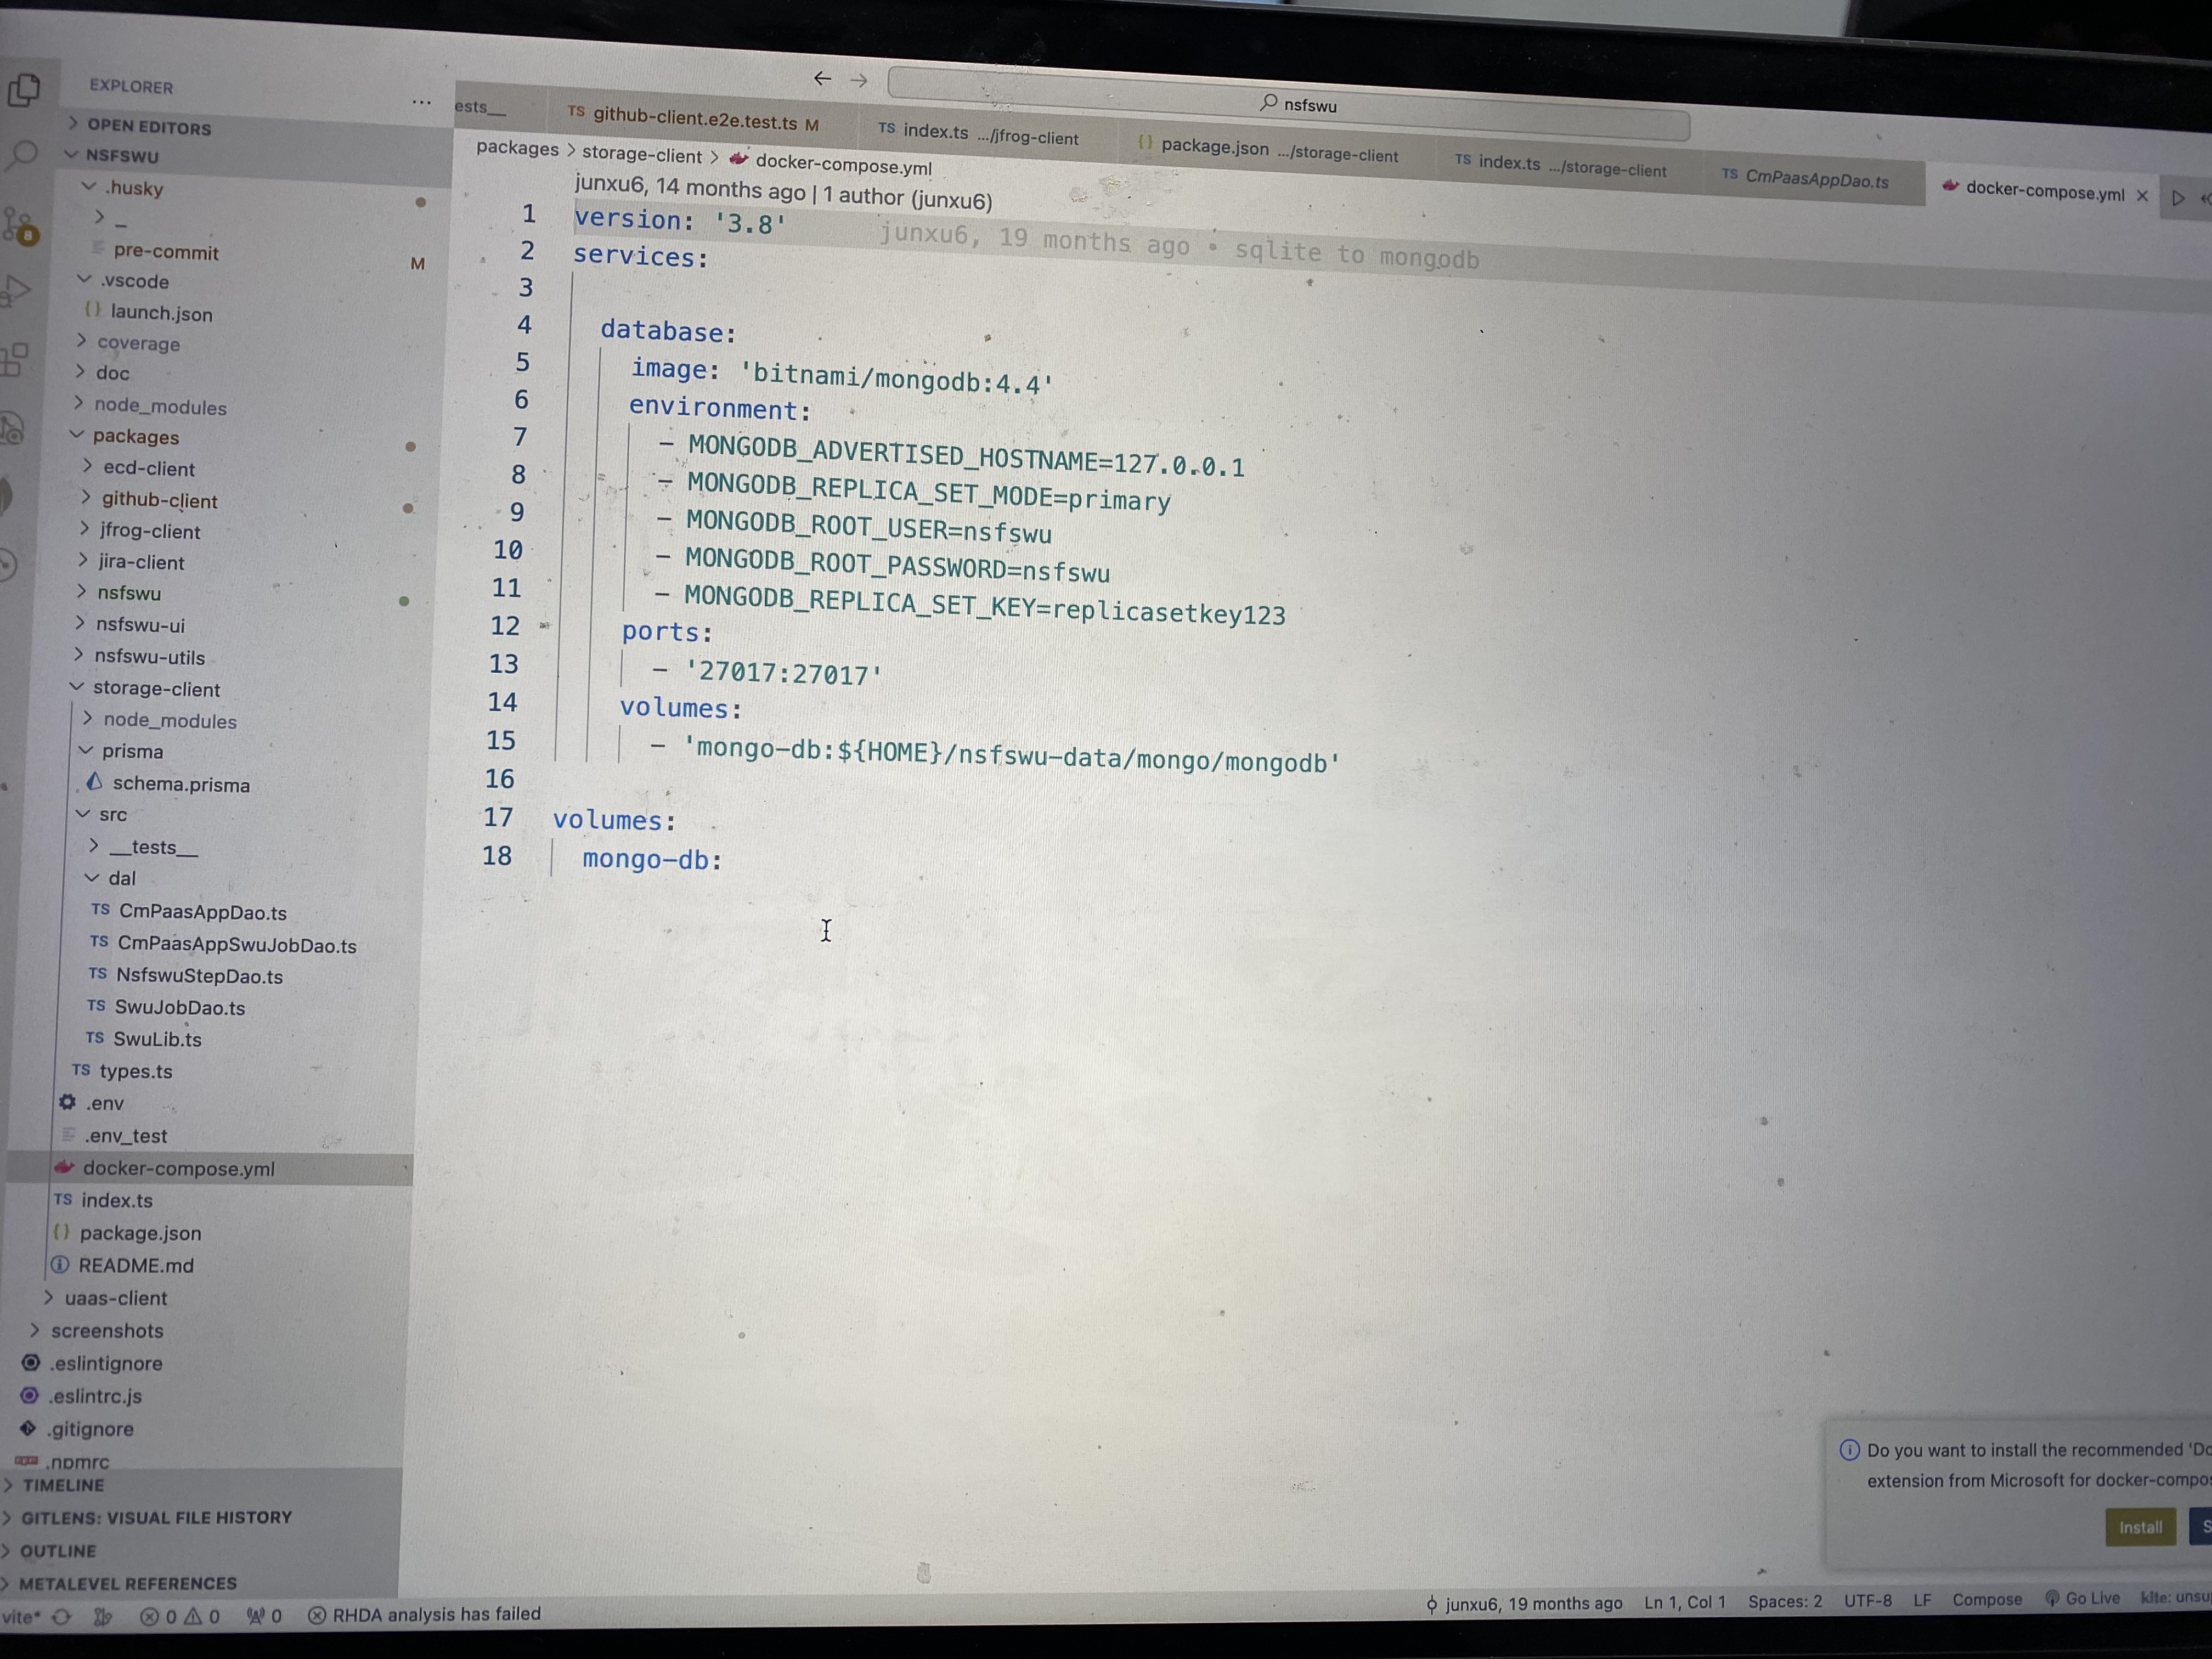 EXPLORER
...
OPEN EDITORS
NSFSWU
.husky
_
pre-commit
M
.vscode
launch.json
coverage
doc
node_modules
packages
ecd-client
github-client
jfrog-client
jira-client
nsfswu
nsfswu-ui
nsfswu-utils
storage-client
node_modules
prisma
schema.prisma
src
__tests__
dal
TS CmPaasAppDao.ts
TS CmPaasAppSwuJobDao.ts
TS NsfswuStepDao.ts
TS SwuJobDao.ts
TS SwuLib.ts
TS types.ts
.env
.env_test
docker-compose.yml
TS index.ts
{} package.json
README.md
uaas-client
screenshots
.eslintignore
.eslintrc.js
.gitignore
.npmrc
TIMELINE
GITLENS: VISUAL FILE HISTORY
OUTLINE
METALEVEL REFERENCES
8
nsfswu
ests__
TS github-client.e2e.test.ts M
TS index.ts .../jfrog-client
{} package.json .../storage-client
TS index.ts .../storage-client
TS CmPaasAppDao.ts
docker-compose.yml
packages > storage-client > docker-compose.yml
junxu6, 14 months ago | 1 author (junxu6)
1 version: '3.8' junxu6, 19 months ago • sqlite to mongodb
2 services:
3
4 database:
5 image: 'bitnami/mongodb:4.4'
6 environment:
7 - MONGODB_ADVERTISED_HOSTNAME=127.0.0.1
8 - MONGODB_REPLICA_SET_MODE=primary
9 - MONGODB_ROOT_USER=nsfswu
10 - MONGODB_ROOT_PASSWORD=nsfswu
11 - MONGODB_REPLICA_SET_KEY=replicasetkey123
12 ports:
13 - '27017:27017'
14 volumes:
15 - 'mongo-db:${HOME}/nsfswu-data/mongo/mongodb'
16
17 volumes:
18 mongo-db:
Do you want to install the recommended 'Do
extension from Microsoft for docker-compos
Install
S
vite* 0 0 0 RHDA analysis has failed
junxu6, 19 months ago Ln 1, Col 1 Spaces: 2 UTF-8 LF Compose Go Live kite: unsu